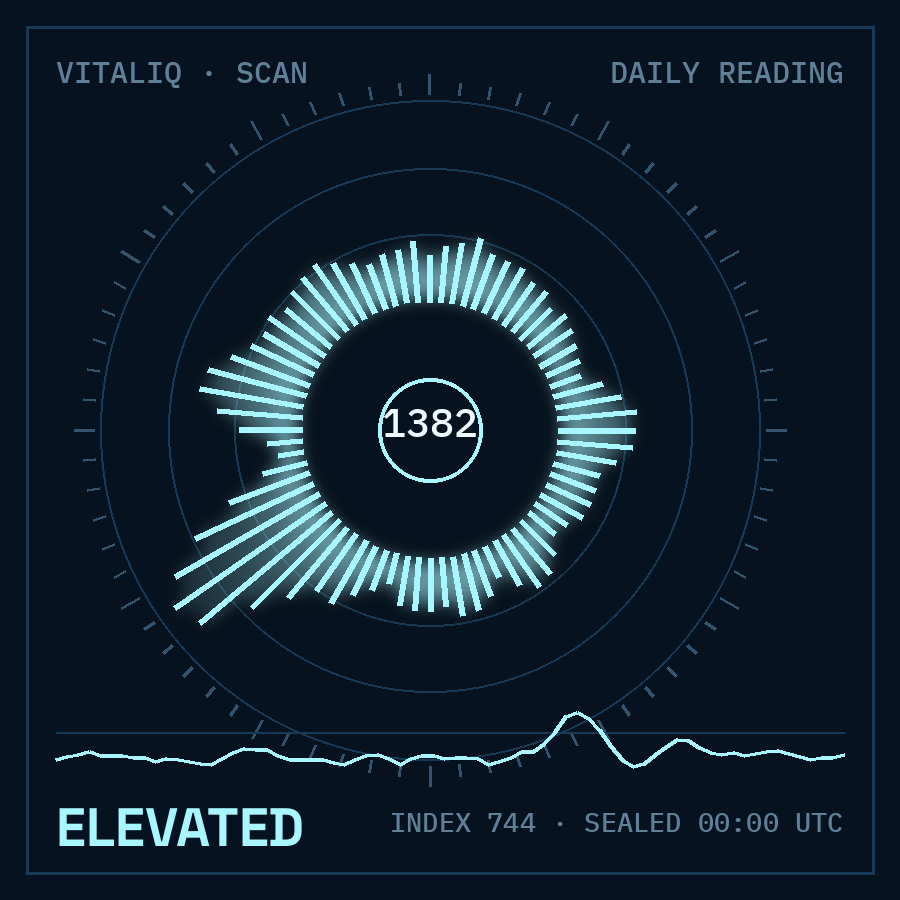 VITALIQ · SCAN
DAILY READING
1382
ELEVATED
INDEX 744 · SEALED 00:00 UTC